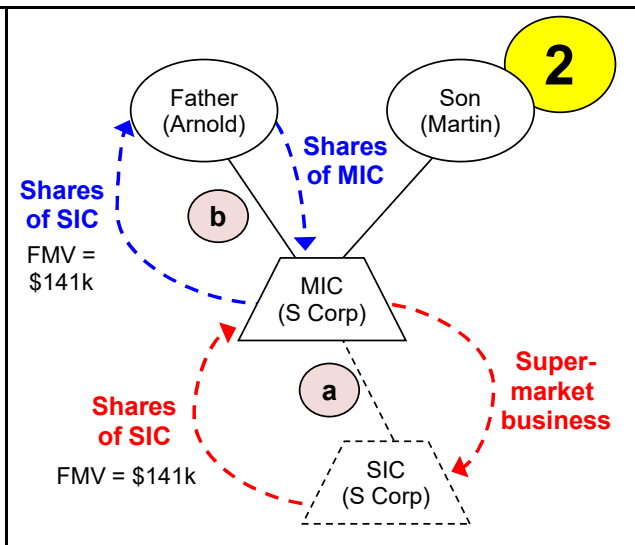 2
Father
(Arnold)
Son
(Martin)
Shares
of MIC
Shares
of SIC
FMV =
$141k
b
MIC
(S Corp)
a
Super-
market
business
Shares
of SIC
FMV = $141k
SIC
(S Corp)